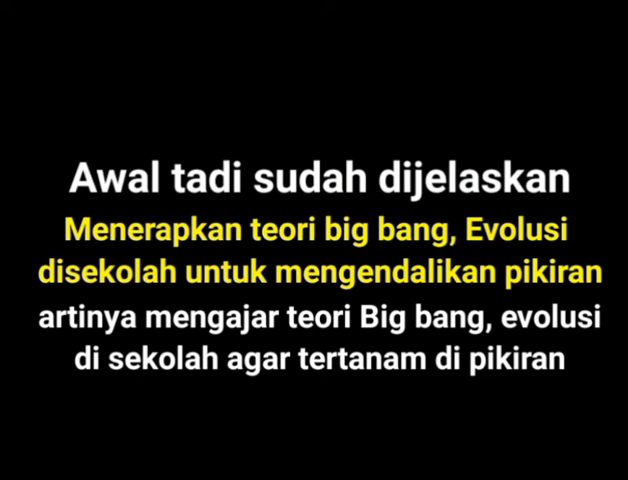 Awal tadi sudah dijelaskan
Menerapkan teori big bang, Evolusi
disekolah untuk mengendalikan pikiran
artinya mengajar teori Big bang, evolusi
di sekolah agar tertanam di pikiran